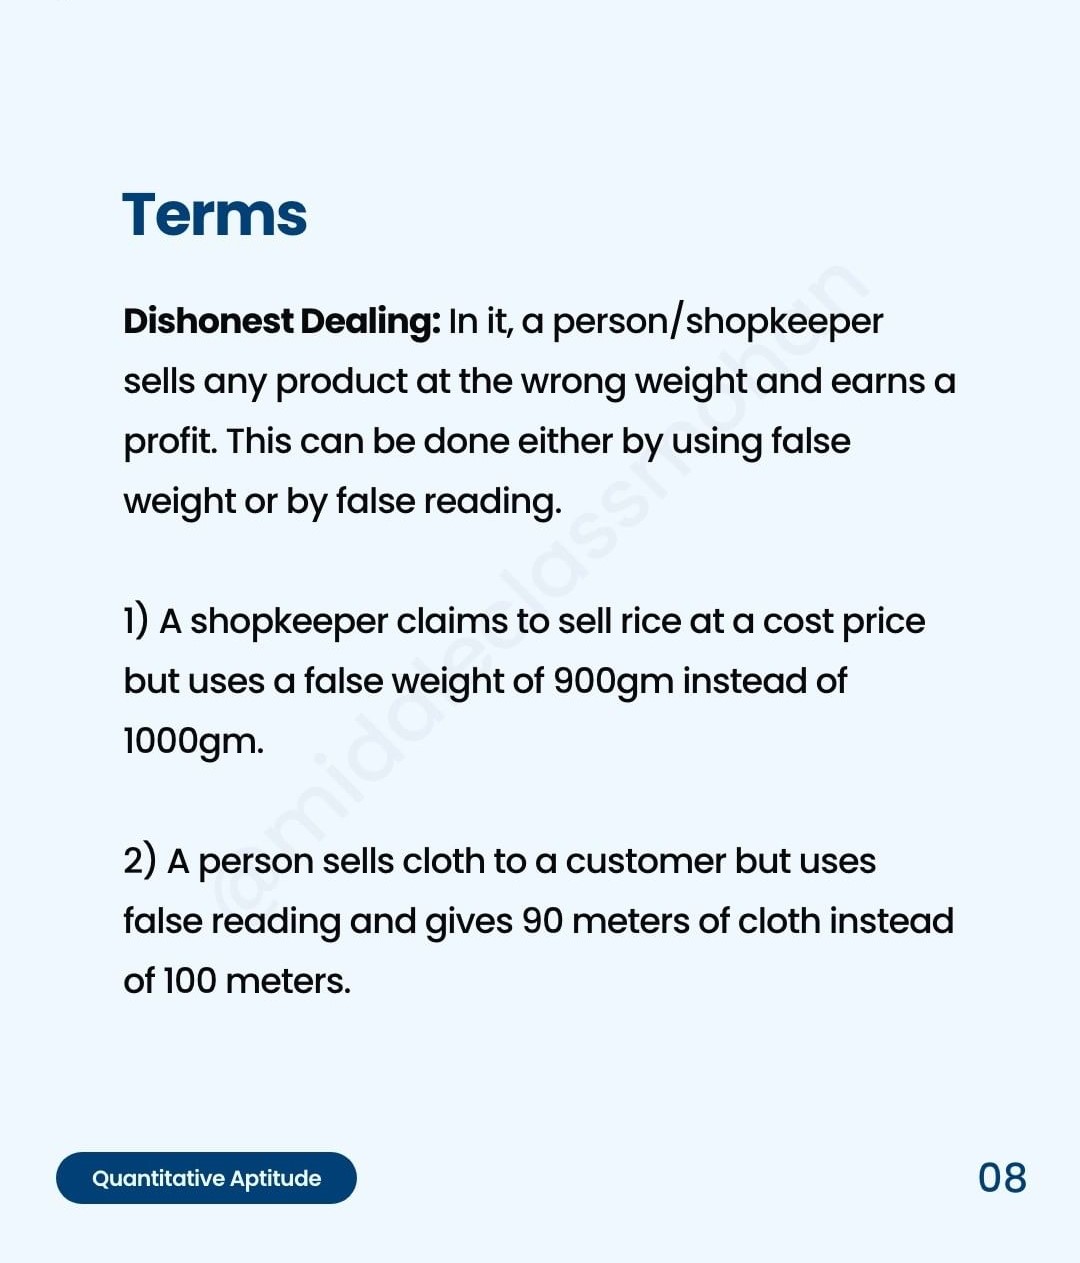 Terms
Dishonest Dealing: In it, a person/shopkeeper
sells any product at the wrong weight and earns a
profit. This can be done either by using false
weight or by false reading.
1) A shopkeeper claims to sell rice at a cost price
but uses a false weight of 900gm instead of
1000gm.
2) A person sells cloth to a customer but uses
false reading and gives 90 meters of cloth instead
of 100 meters.
@middleclassmohan
Quantitative Aptitude
08